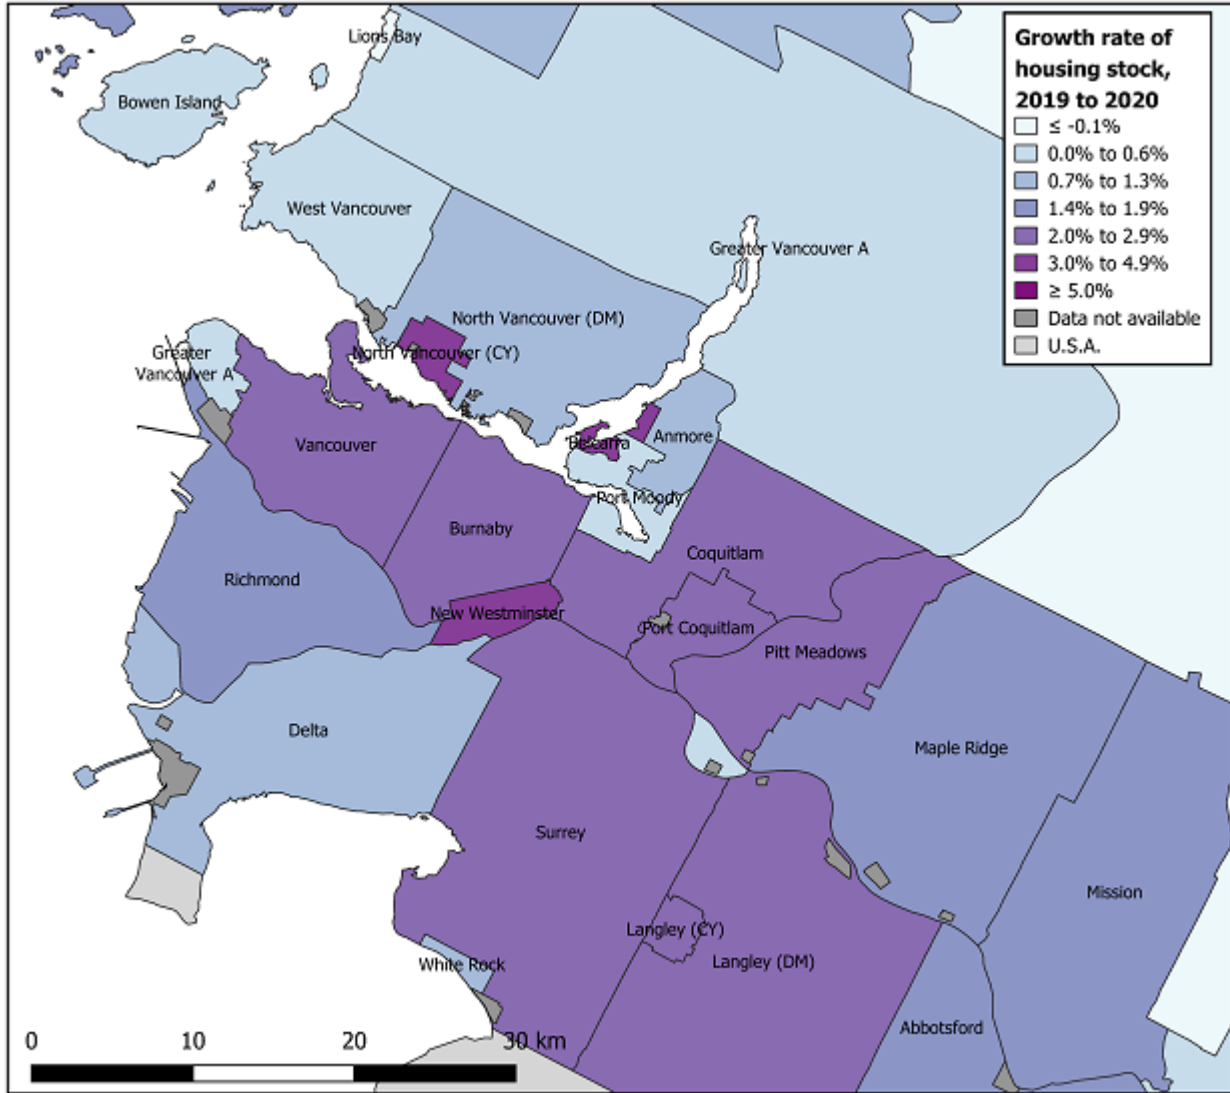 Lions Bay
Growth rate of
housing stock,
2019 to 2020
≤ -0.1%
0.0% to 0.6%
0.7% to 1.3%
1.4% to 1.9%
2.0% to 2.9%
3.0% to 4.9%
≥ 5.0%
Data not available
U.S.A.
Bowen Island
West Vancouver
Greater Vancouver A
North Vancouver (DM)
North Vancouver (CY)
Greater
Vancouver A
Vancouver
Belcarra
Anmore
Port Moody
Burnaby
Coquitlam
Richmond
New Westminster
Port Coquitlam
Pitt Meadows
Delta
Maple Ridge
Surrey
Mission
Langley (CY)
Langley (DM)
White Rock
Abbotsford
0 10 20 30 km